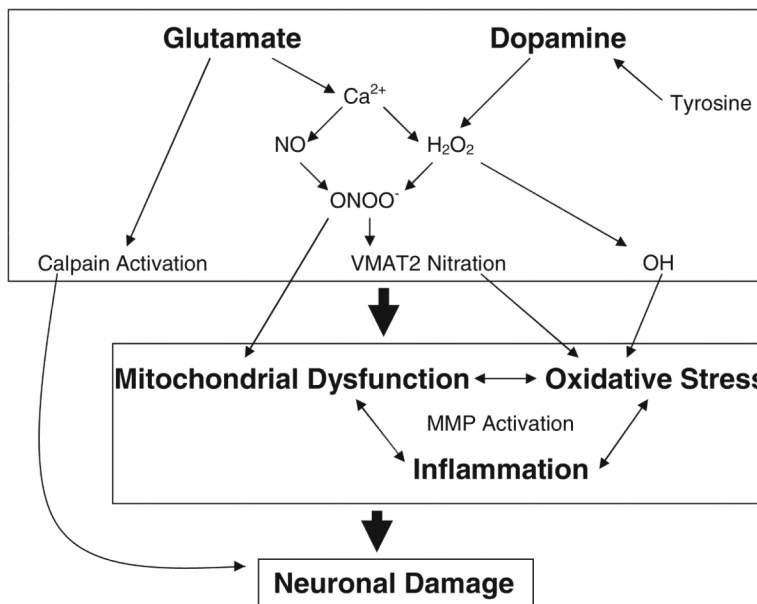 Glutamate
Dopamine
Ca²⁺
Tyrosine
NO
H₂O₂
ONOO⁻
Calpain Activation
VMAT2 Nitration
OH
Mitochondrial Dysfunction
Oxidative Stress
MMP Activation
Inflammation
Neuronal Damage